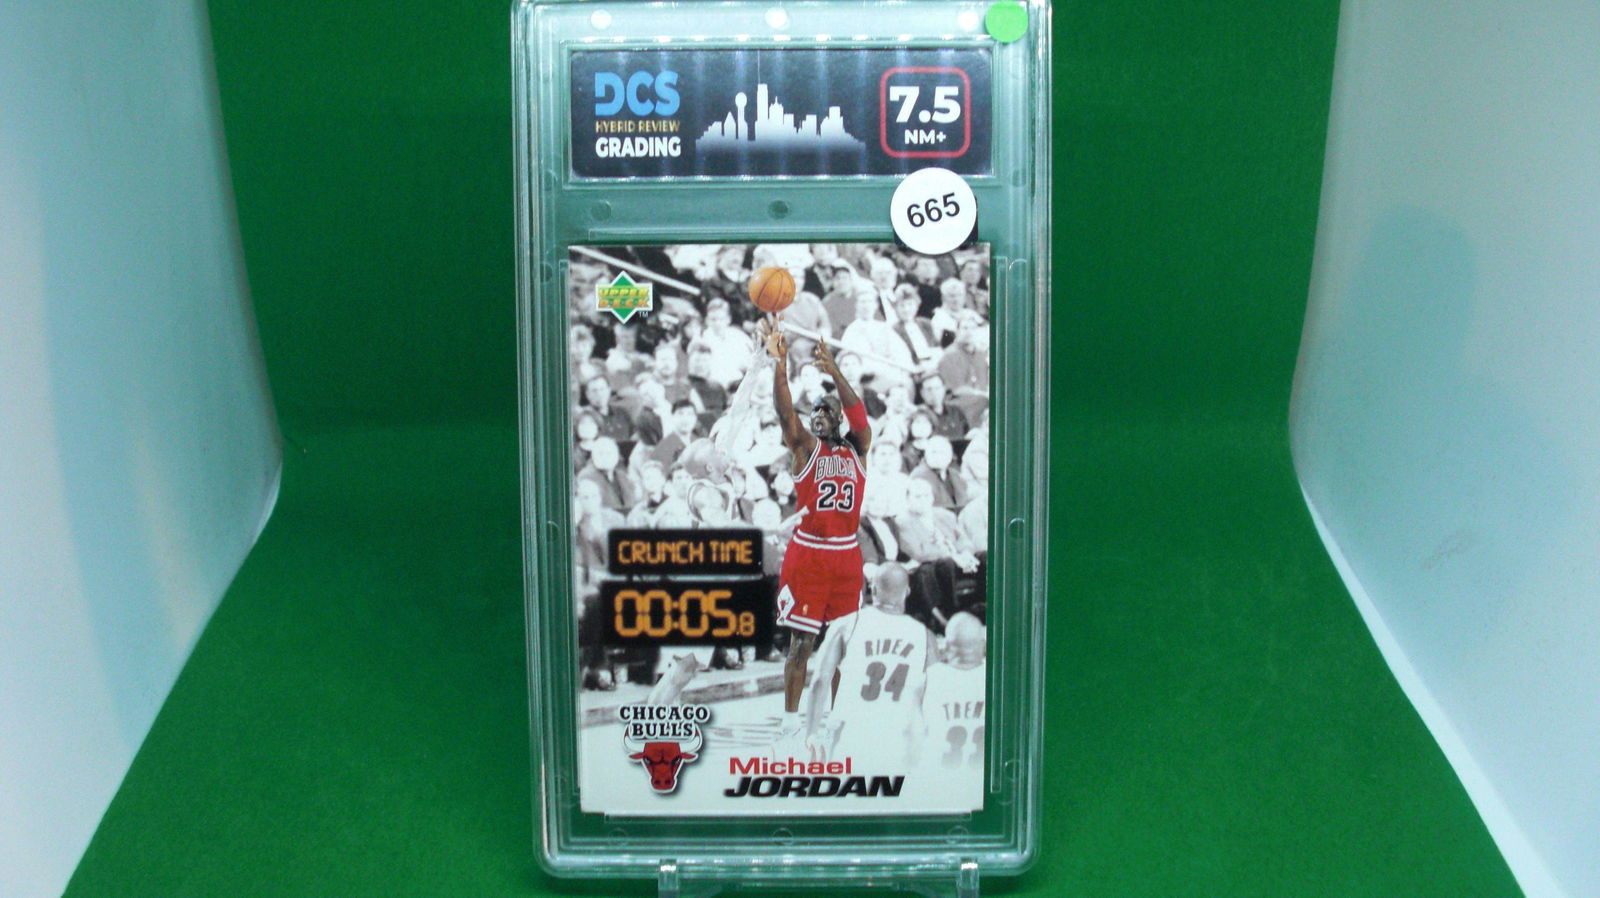 DCS
HYBRID REVIEW
GRADING
7.5
NM+
665
UPPER
DECK
TM
BULLS
23
CRUNCH TIME
00:05.8
RIDER
34
CHICAGO
BULLS
Michael
JORDAN